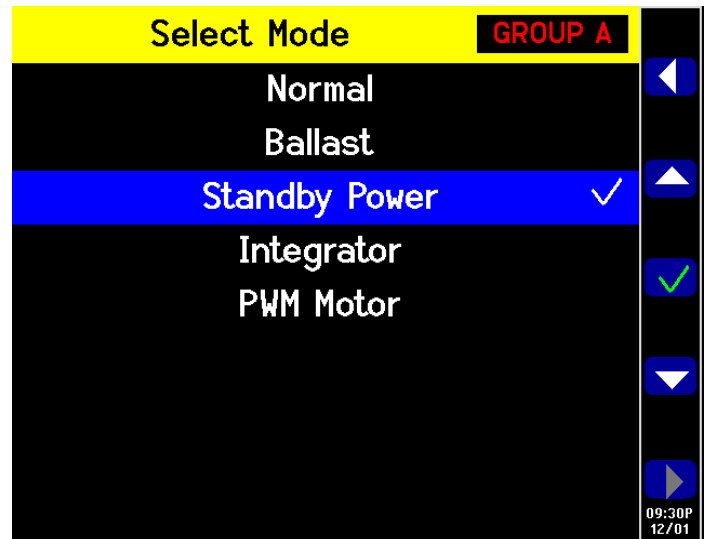 Select Mode GROUP A
Normal
Ballast
Standby Power
Integrator
PWM Motor
09:30P
12/01